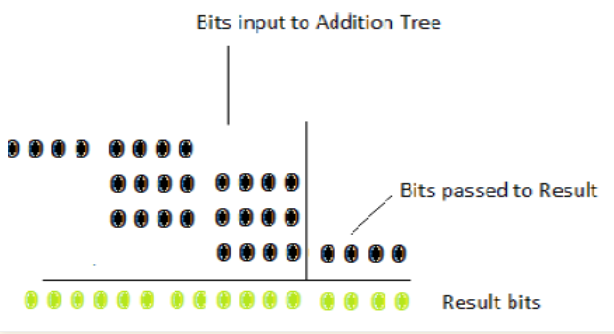 Bits input to Addition Tree
Bits passed to Result
Result bits